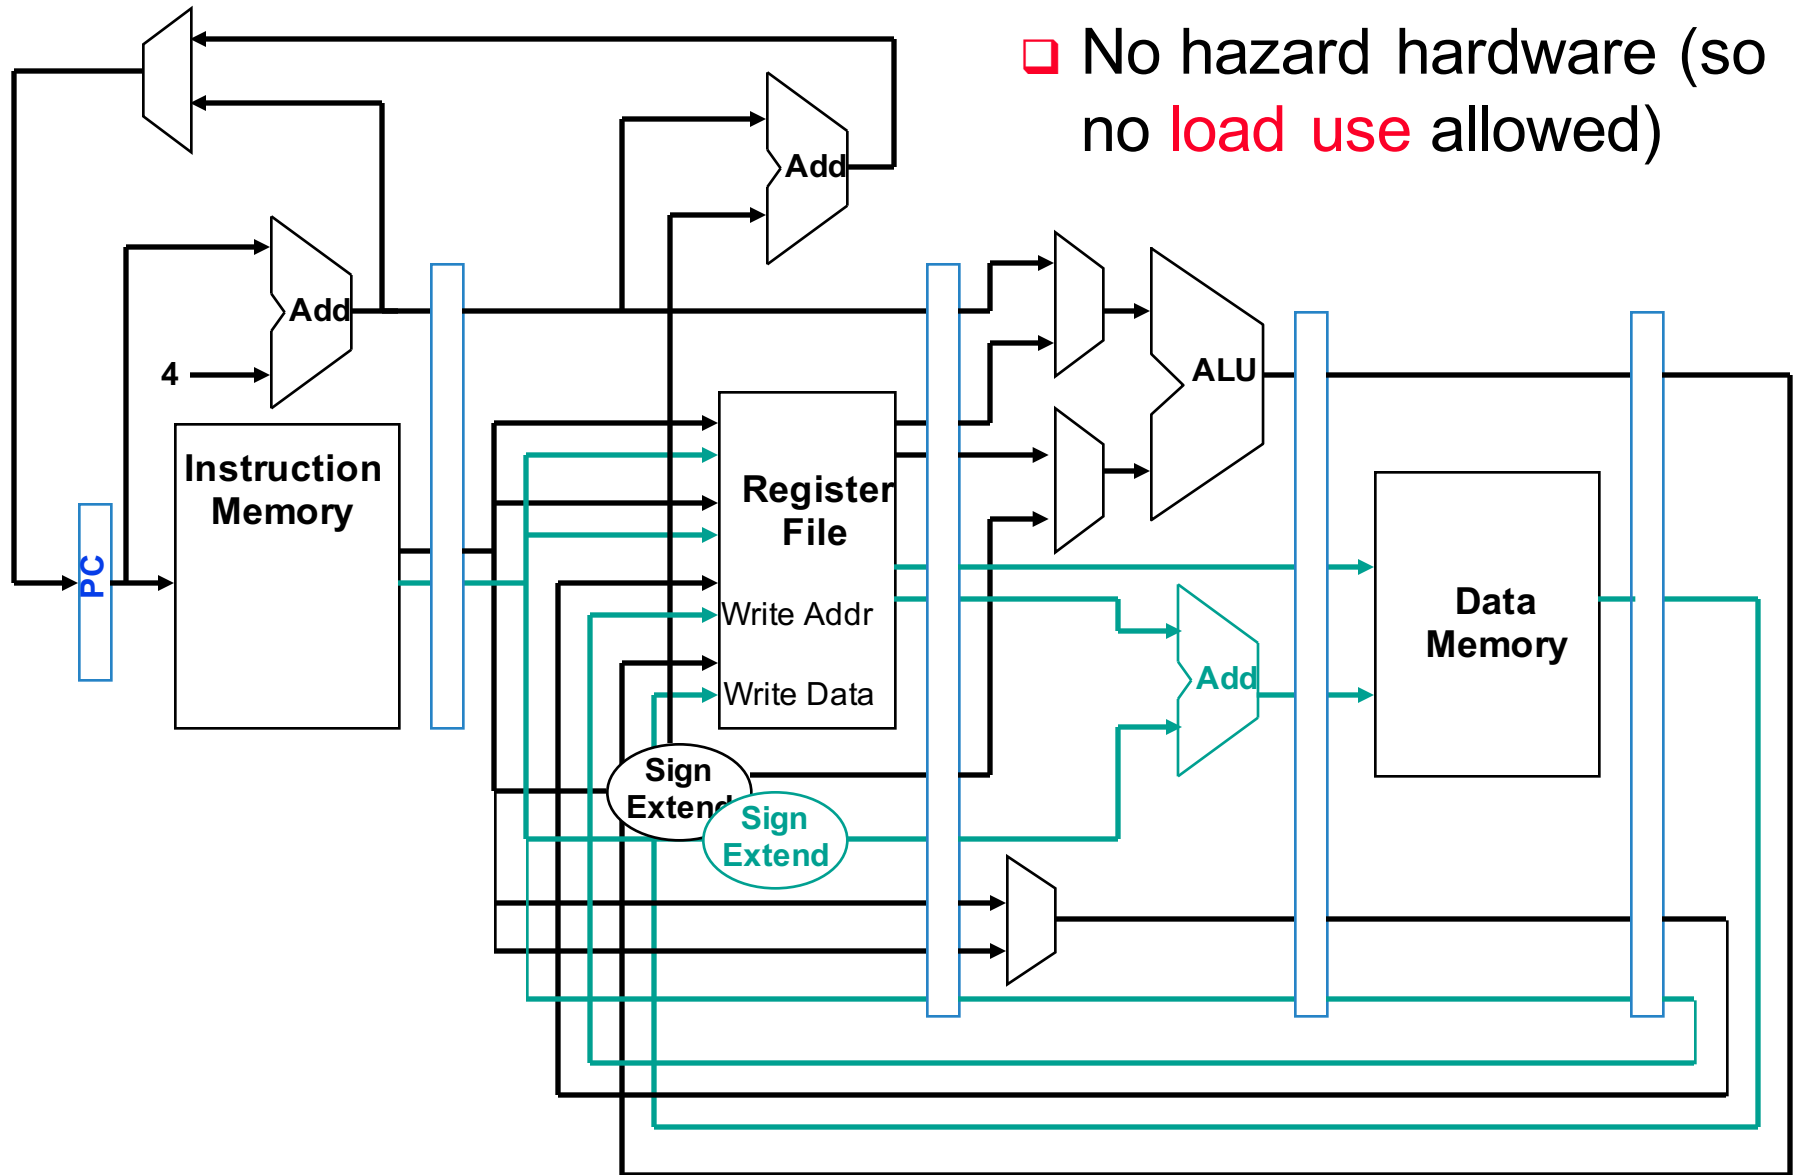 No hazard hardware (so
no load use allowed)
Add
Add
4
ALU
Instruction
Memory
PC
Register
File
Write Addr
Write Data
Data
Memory
Add
Sign
Extend
Sign
Extend